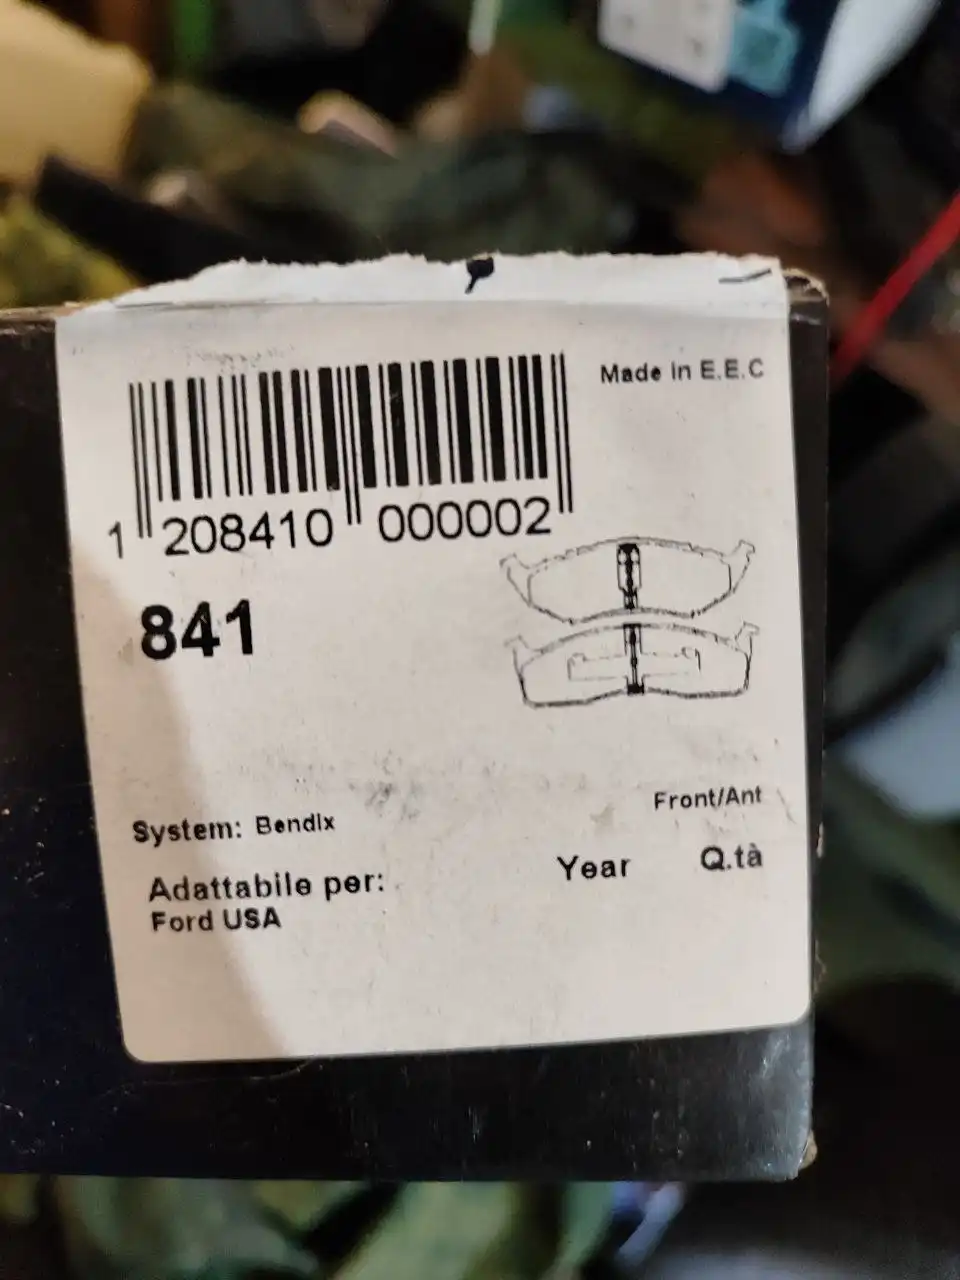 Made in E.E.C
1 208410 000002
841
Front/Ant
System: Bendix
Year Q.tà
Adattabile per:
Ford USA